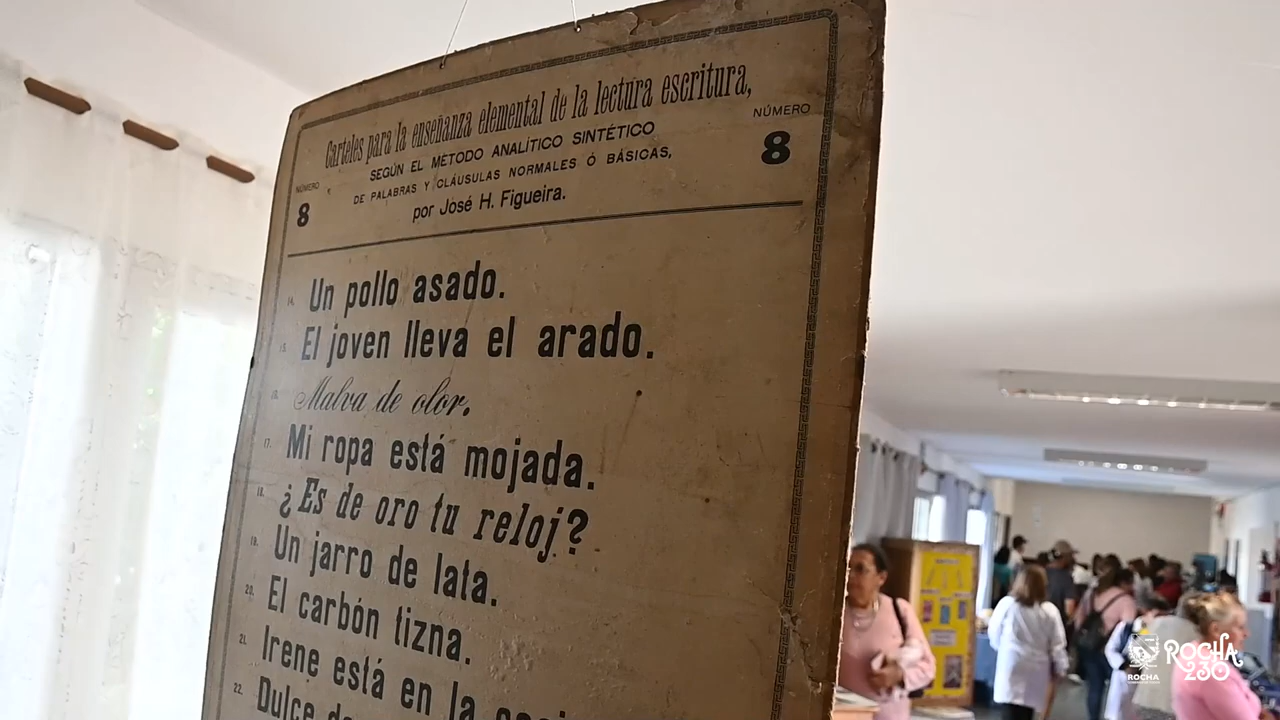 Carteles para la enseñanza elemental de la lectura escritura,
SEGÚN EL METODO ANALÍTICO SINTÉTICO
DE PALABRAS Y CLÁUSULAS NORMALES Ó BÁSICAS,
por José H. Figueira.
NÚMERO
8
NÚMERO
8
14. Un pollo asado.
15. El joven lleva el arado.
16. Malva de olor.
17. Mi ropa está mojada.
18. ¿Es de oro tu reloj?
19. Un jarro de lata.
20. El carbón tizna.
21. Irene está en la
22. Dulce
ROCHA
ROCHA
230